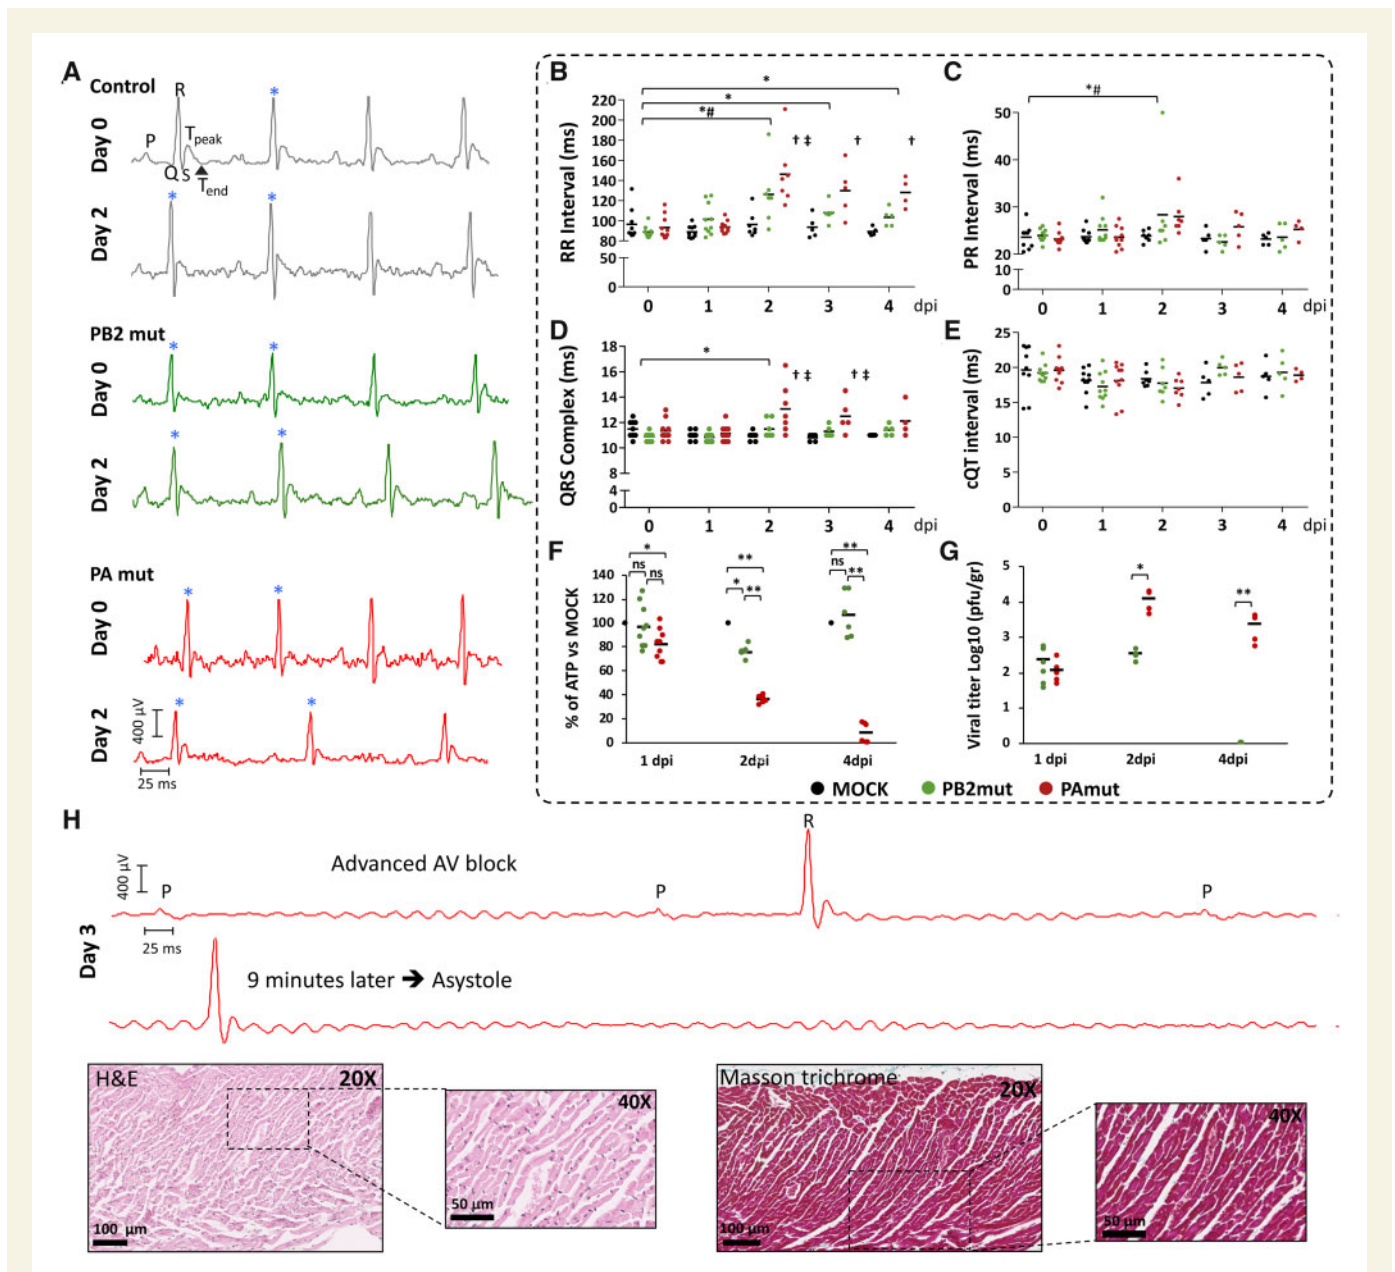 A
Control
Day 0
P
R
T peak
Q
S
T end
*
Day 2
*
*
PB2 mut
Day 0
*
*
Day 2
*
*
PA mut
Day 0
*
*
Day 2
*
*
400 µV
25 ms
B
RR Interval (ms)
220
200
180
160
140
120
100
80
50
0
*
*
*#
† ‡
†
†
0 1 2 3 4 dpi
C
PR Interval (ms)
50
40
30
20
10
0
*#
0 1 2 3 4 dpi
D
QRS Complex (ms)
18
16
14
12
10
8
4
0
*
† ‡
† ‡
0 1 2 3 4 dpi
E
cQT interval (ms)
25
20
15
10
5
0
0 1 2 3 4 dpi
F
% of ATP vs MOCK
140
120
100
80
60
40
20
0
*
ns
ns
**
*
**
**
ns
**
1 dpi 2dpi 4dpi
G
Viral titer Log10 (pfu/gr)
5
4
3
2
1
0
*
**
1 dpi 2dpi 4dpi
MOCK PB2mut PAmut
H
Day 3
400 µV
25 ms
Advanced AV block
P
P
R
P
9 minutes later ➔ Asystole
H&E 20X
100 µm
40X
50 µm
Masson trichrome
20X
100 µm
40X
50 µm